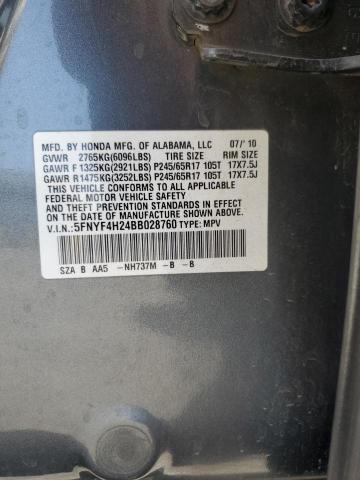 MFD. BY HONDA MFG. OF ALABAMA, LLC 07/'10
GVWR 2765KG(6096LBS) TIRE SIZE RIM SIZE
GAWR F 1325KG(2921LBS) P245/65R17 105T 17X7.5J
GAWR R 1475KG(3252LBS) P245/65R17 105T 17X7.5J
THIS VEHICLE CONFORMS TO ALL APPLICABLE
FEDERAL MOTOR VEHICLE SAFETY, BUMPER,
AND THEFT PREVENTION STANDARDS IN EFFECT
ON THE DATE OF MANUFACTURE SHOWN ABOVE.
V.I.N.:5FNYF4H24BB028760 TYPE: MPV
SZA B AA5 -NH737M -B -B